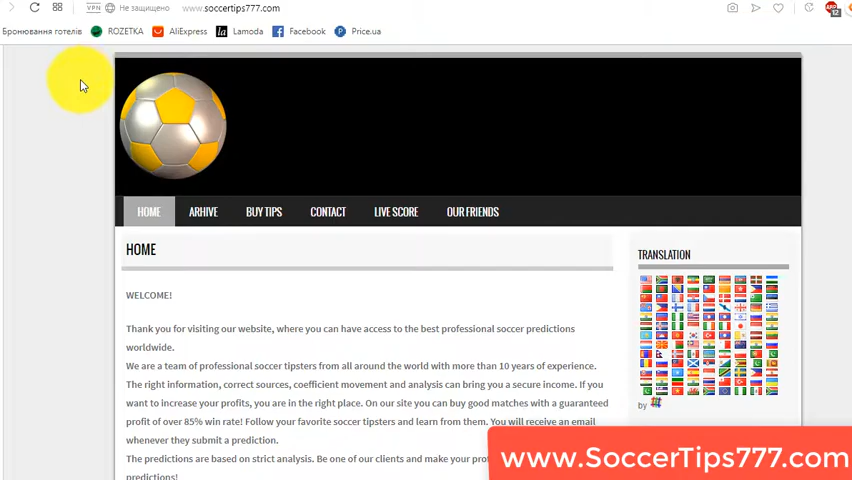 VPN Не защищено www.soccertips777.com
Бронювання готелів ROZETKA AliExpress la Lamoda Facebook P Price.ua
HOME ARHIVE BUY TIPS CONTACT LIVE SCORE OUR FRIENDS
HOME
TRANSLATION
WELCOME!
Thank you for visiting our website, where you can have access to the best professional soccer predictions
worldwide.
We are a team of professional soccer tipsters from all around the world with more than 10 years of experience.
The right information, correct sources, coefficient movement and analysis can bring you a secure income. If you
want to increase your profits, you are in the right place. On our site you can buy good matches with a guaranteed
profit of over 85% win rate! Follow your favorite soccer tipsters and learn from them. You will receive an email
whenever they submit a prediction.
The predictions are based on strict analysis. Be one of our clients and make your
predictions!
by
www.SoccerTips777.com